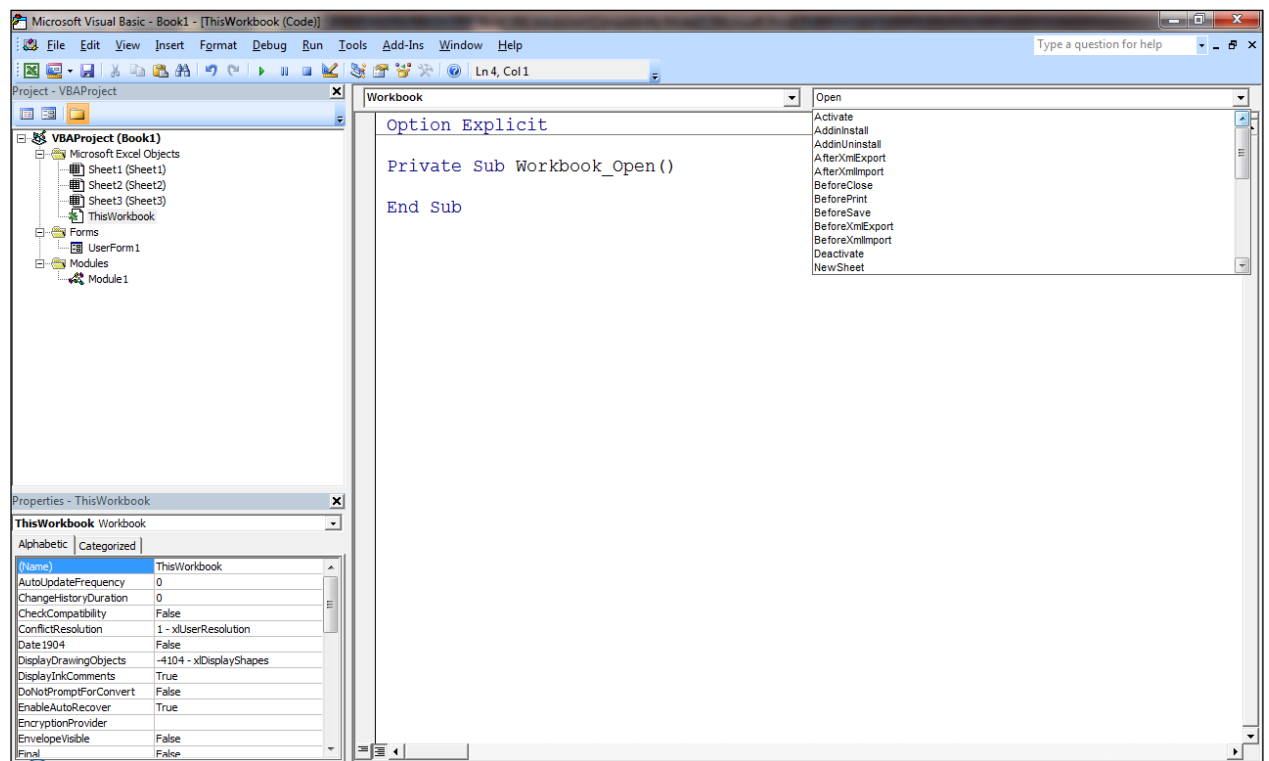 Microsoft Visual Basic - Book1 - [ThisWorkbook (Code)]
File Edit View Insert Format Debug Run Tools Add-Ins Window Help
Type a question for help
Ln 4, Col 1
Project - VBAProject
VBAProject (Book1)
Microsoft Excel Objects
Sheet1 (Sheet1)
Sheet2 (Sheet2)
Sheet3 (Sheet3)
ThisWorkbook
Forms
UserForm1
Modules
Module1
Properties - ThisWorkbook
ThisWorkbook Workbook
Alphabetic Categorized
(Name) ThisWorkbook
AutoUpdateFrequency 0
ChangeHistoryDuration 0
CheckCompatibility False
ConflictResolution 1 - xlUserResolution
Date1904 False
DisplayDrawingObjects -4104 - xlDisplayShapes
DisplayInkComments True
DoNotPromptForConvert False
EnableAutoRecover True
EncryptionProvider
EnvelopeVisible False
Final False
Workbook
Open
Option Explicit
Private Sub Workbook_Open()
End Sub
Activate
AddinInstall
AddinUninstall
AfterXmlExport
AfterXmlImport
BeforeClose
BeforePrint
BeforeSave
BeforeXmlExport
BeforeXmlImport
Deactivate
NewSheet